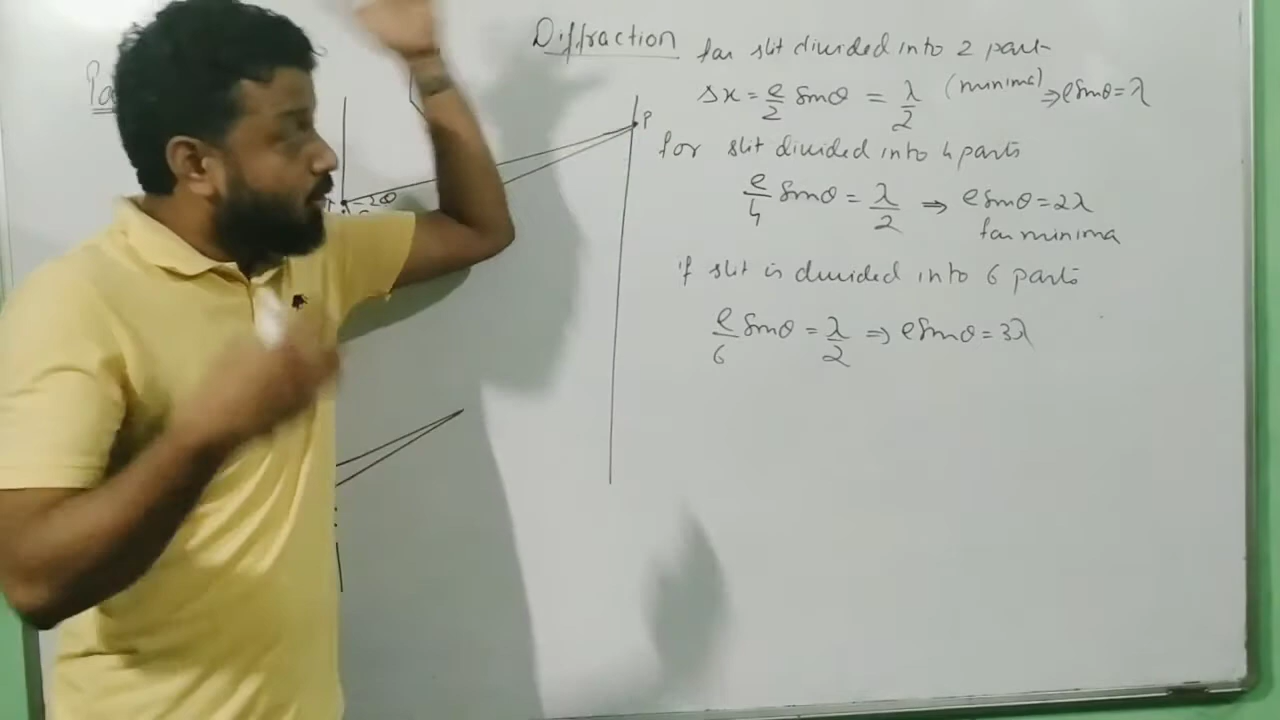 Diffraction for slit divided into 2 part
Δx = e/2 sinθ = λ/2 (minima) ⇒ e sinθ = λ
for slit divided into 4 parts
e/4 sinθ = λ/2 ⇒ e sinθ = 2λ
for minima
if slit is divided into 6 parts
e/6 sinθ = λ/2 ⇒ e sinθ = 3λ
P
θ